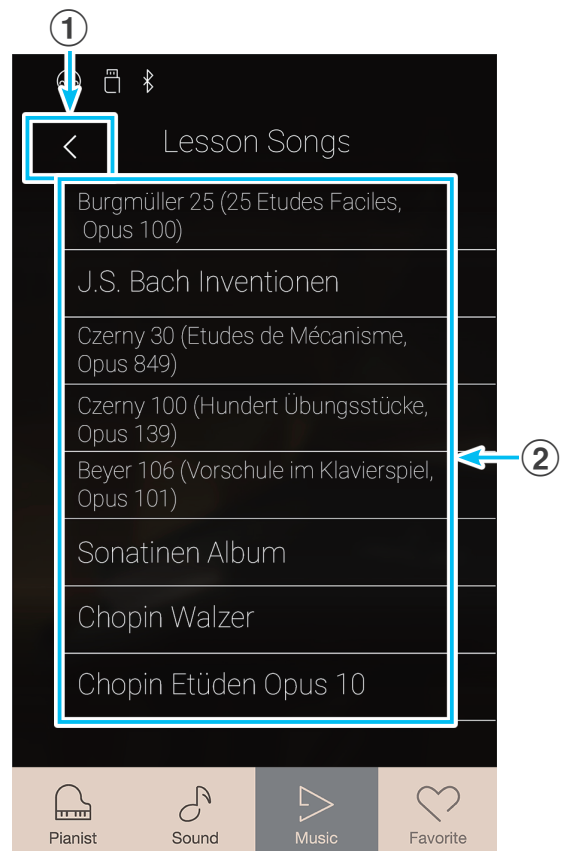 1
Lesson Songs
Burgmüller 25 (25 Etudes Faciles,
Opus 100)
J.S. Bach Inventionen
Czerny 30 (Etudes de Mécanisme,
Opus 849)
Czerny 100 (Hundert Übungsstücke,
Opus 139)
2
Beyer 106 (Vorschule im Klavierspiel,
Opus 101)
Sonatinen Album
Chopin Walzer
Chopin Etüden Opus 10
Pianist Sound Music Favorite